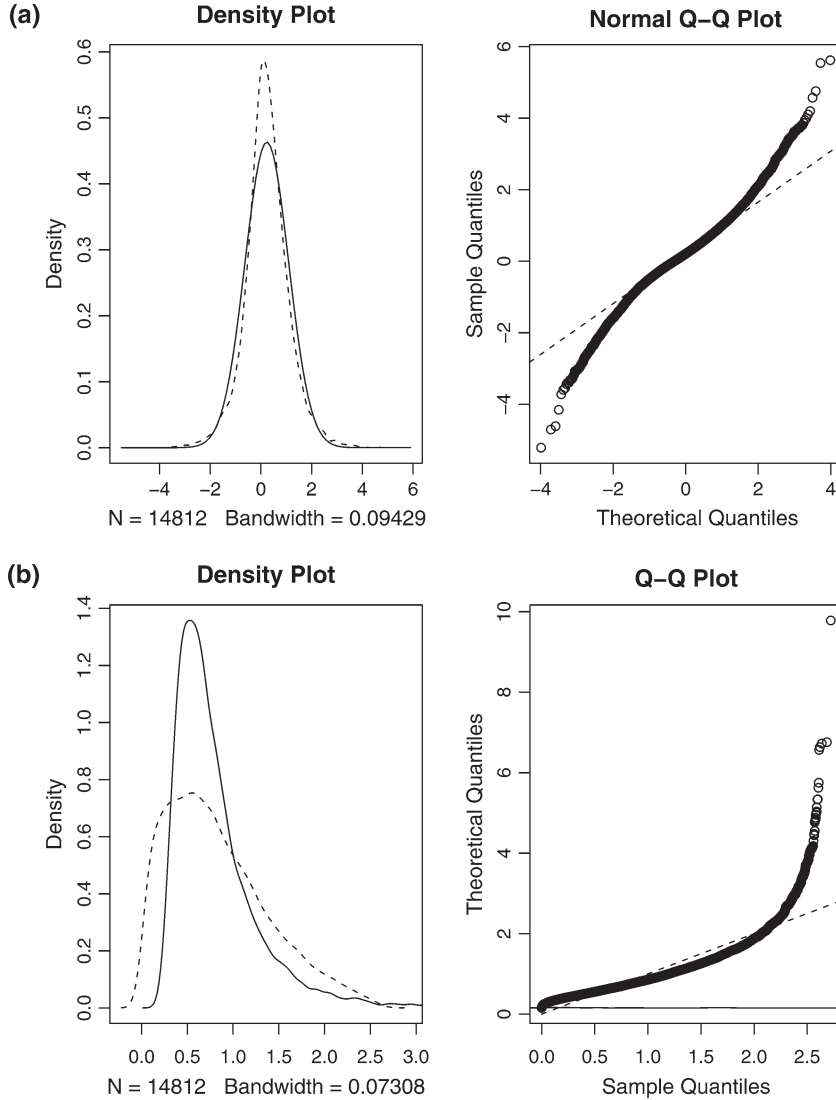 (a)
Density Plot
Density
0.0 0.1 0.2 0.3 0.4 0.5 0.6
−4 −2 0 2 4 6
N = 14812 Bandwidth = 0.09429
Normal Q−Q Plot
Sample Quantiles
−4 −2 0 2 4 6
−4 −2 0 2 4
Theoretical Quantiles
(b)
Density Plot
Density
0.0 0.2 0.4 0.6 0.8 1.0 1.2 1.4
0.0 0.5 1.0 1.5 2.0 2.5 3.0
N = 14812 Bandwidth = 0.07308
Q−Q Plot
Theoretical Quantiles
0 2 4 6 8 10
0.0 0.5 1.0 1.5 2.0 2.5
Sample Quantiles